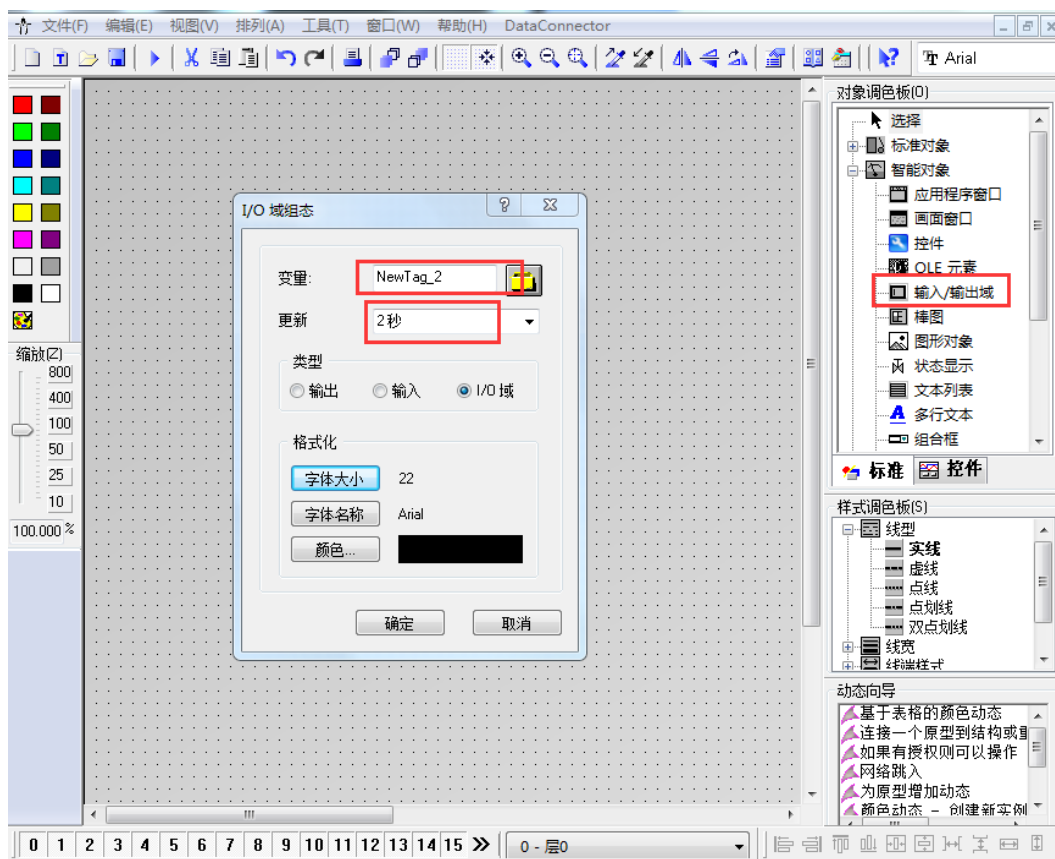 文件(F) 编辑(E) 视图(V) 排列(A) 工具(T) 窗口(W) 帮助(H) DataConnector
Arial
对象调色板(O)
选择
标准对象
智能对象
应用程序窗口
画面窗口
控件
OLE 元素
输入/输出域
棒图
图形对象
状态显示
文本列表
多行文本
组合框
标准 控件
样式调色板(S)
线型
实线
虚线
点线
点划线
双点划线
线宽
线端样式
动态向导
基于表格的颜色动态
连接一个原型到结构或重
如果有授权则可以操作
网络跳入
为原型增加动态
颜色动态 - 创建新实例
缩放(Z)
800
400
100
50
25
10
100.000 %
I/O 域组态
变量: NewTag_2
更新 2秒
类型
输出 输入 I/O 域
格式化
字体大小 22
字体名称 Arial
颜色...
确定 取消
0 1 2 3 4 5 6 7 8 9 10 11 12 13 14 15
0 - 层0